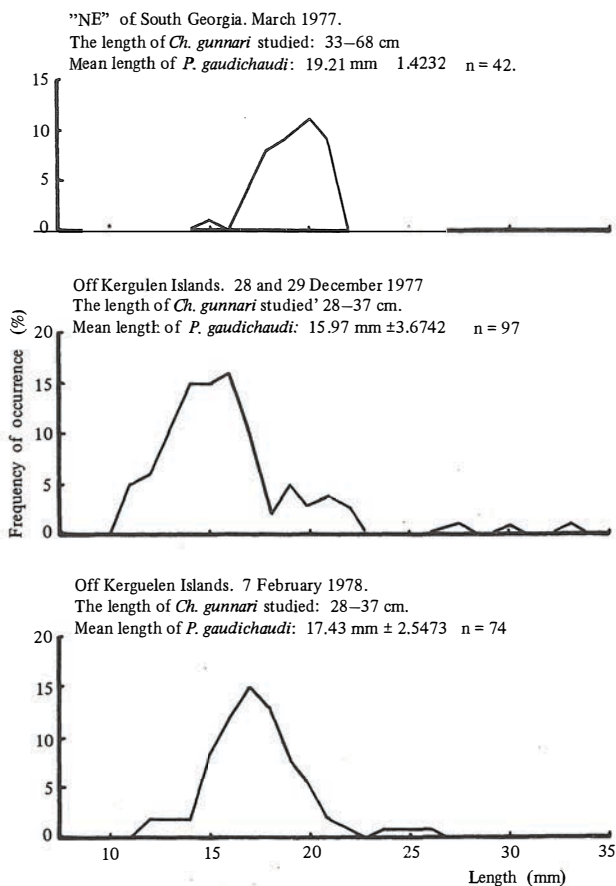 ”NE” of South Georgia. March 1977.
The length of Ch. gunnari studied: 33–68 cm
Mean length of P. gaudichaudi: 19.21 mm 1.4232 n = 42.
15
10
5
0
Off Kergulen Islands. 28 and 29 December 1977
The length of Ch. gunnari studied’ 28–37 cm.
Mean length of P. gaudichaudi: 15.97 mm ±3.6742 n = 97
Frequency of occurrence (%)
20
15
10
5
0
Off Kerguelen Islands. 7 February 1978.
The length of Ch. gunnari studied: 28–37 cm.
Mean length of P. gaudichaudi: 17.43 mm ± 2.5473 n = 74
20
15
10
5
0
10 15 20 25 30 35
Length (mm)